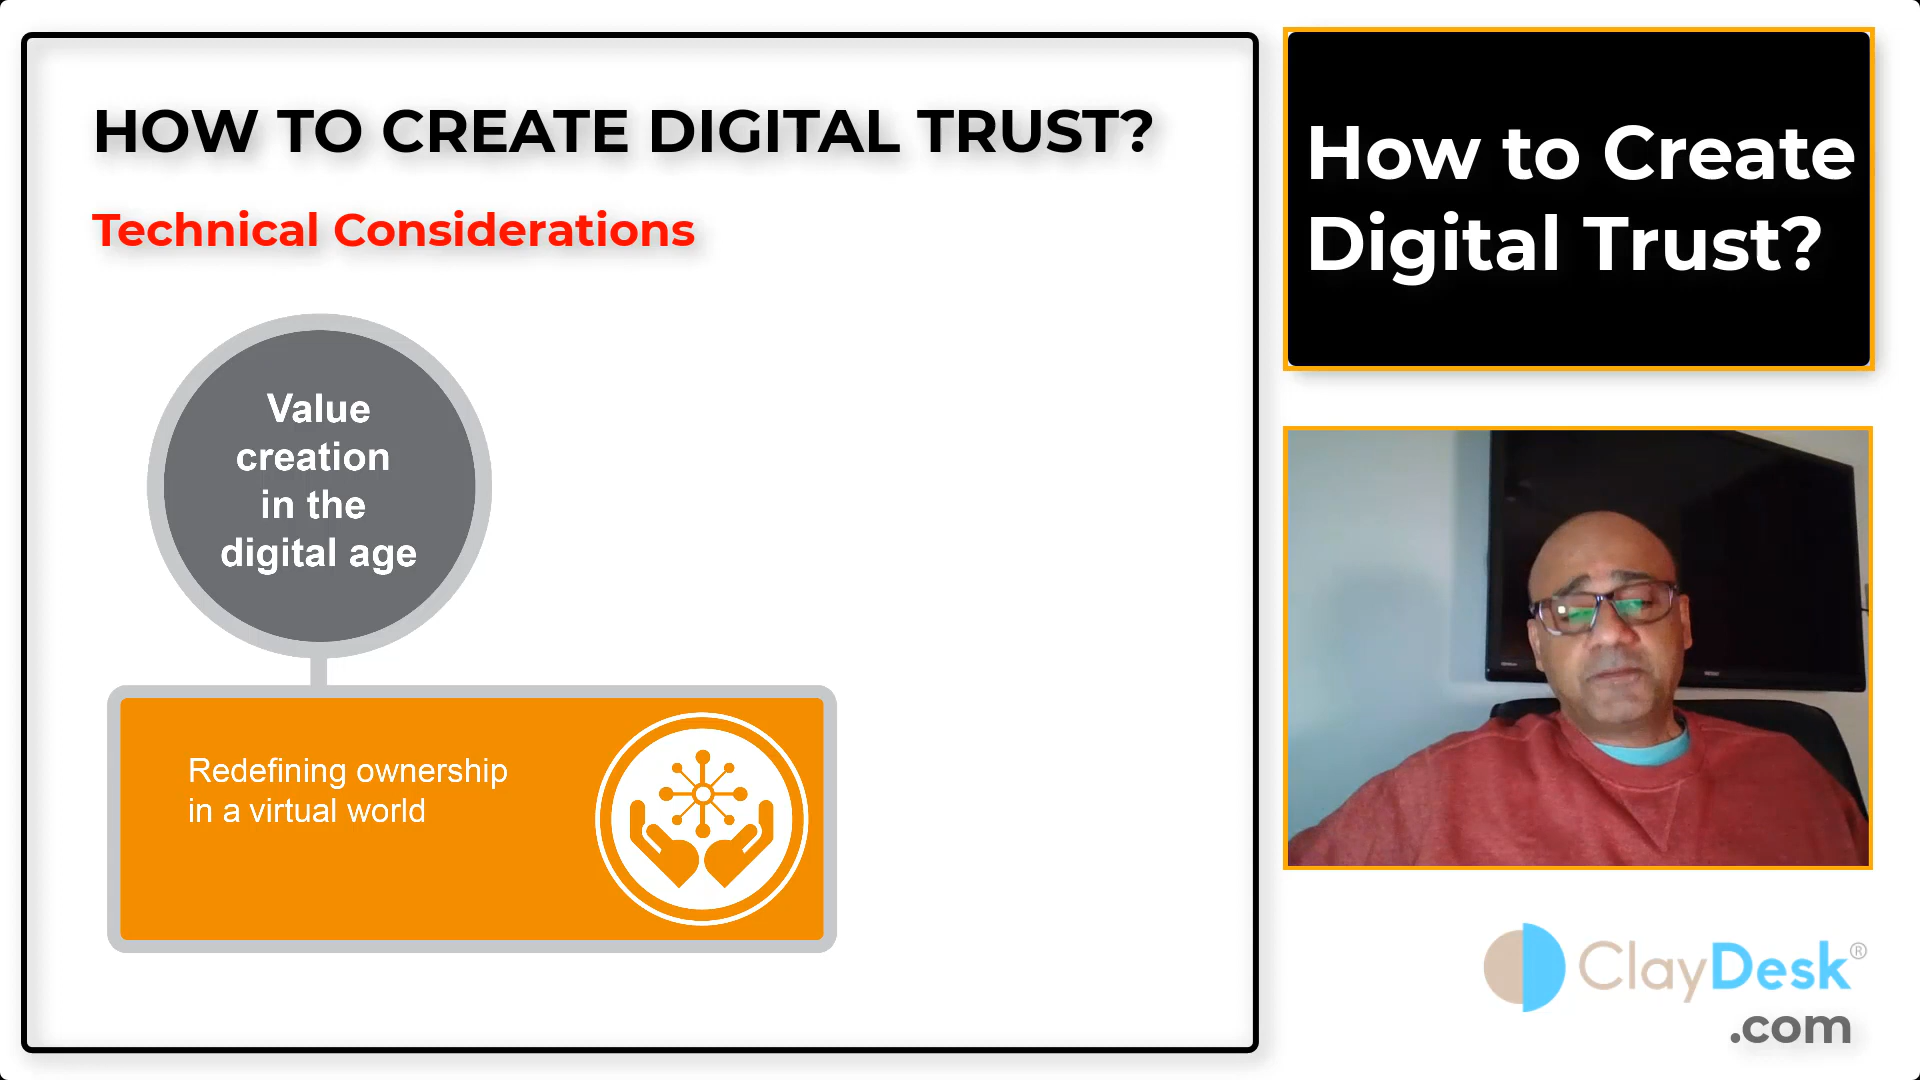 HOW TO CREATE DIGITAL TRUST?
Technical Considerations
Value
creation
in the
digital age
Redefining ownership
in a virtual world
How to Create
Digital Trust?
ClayDesk®
.com